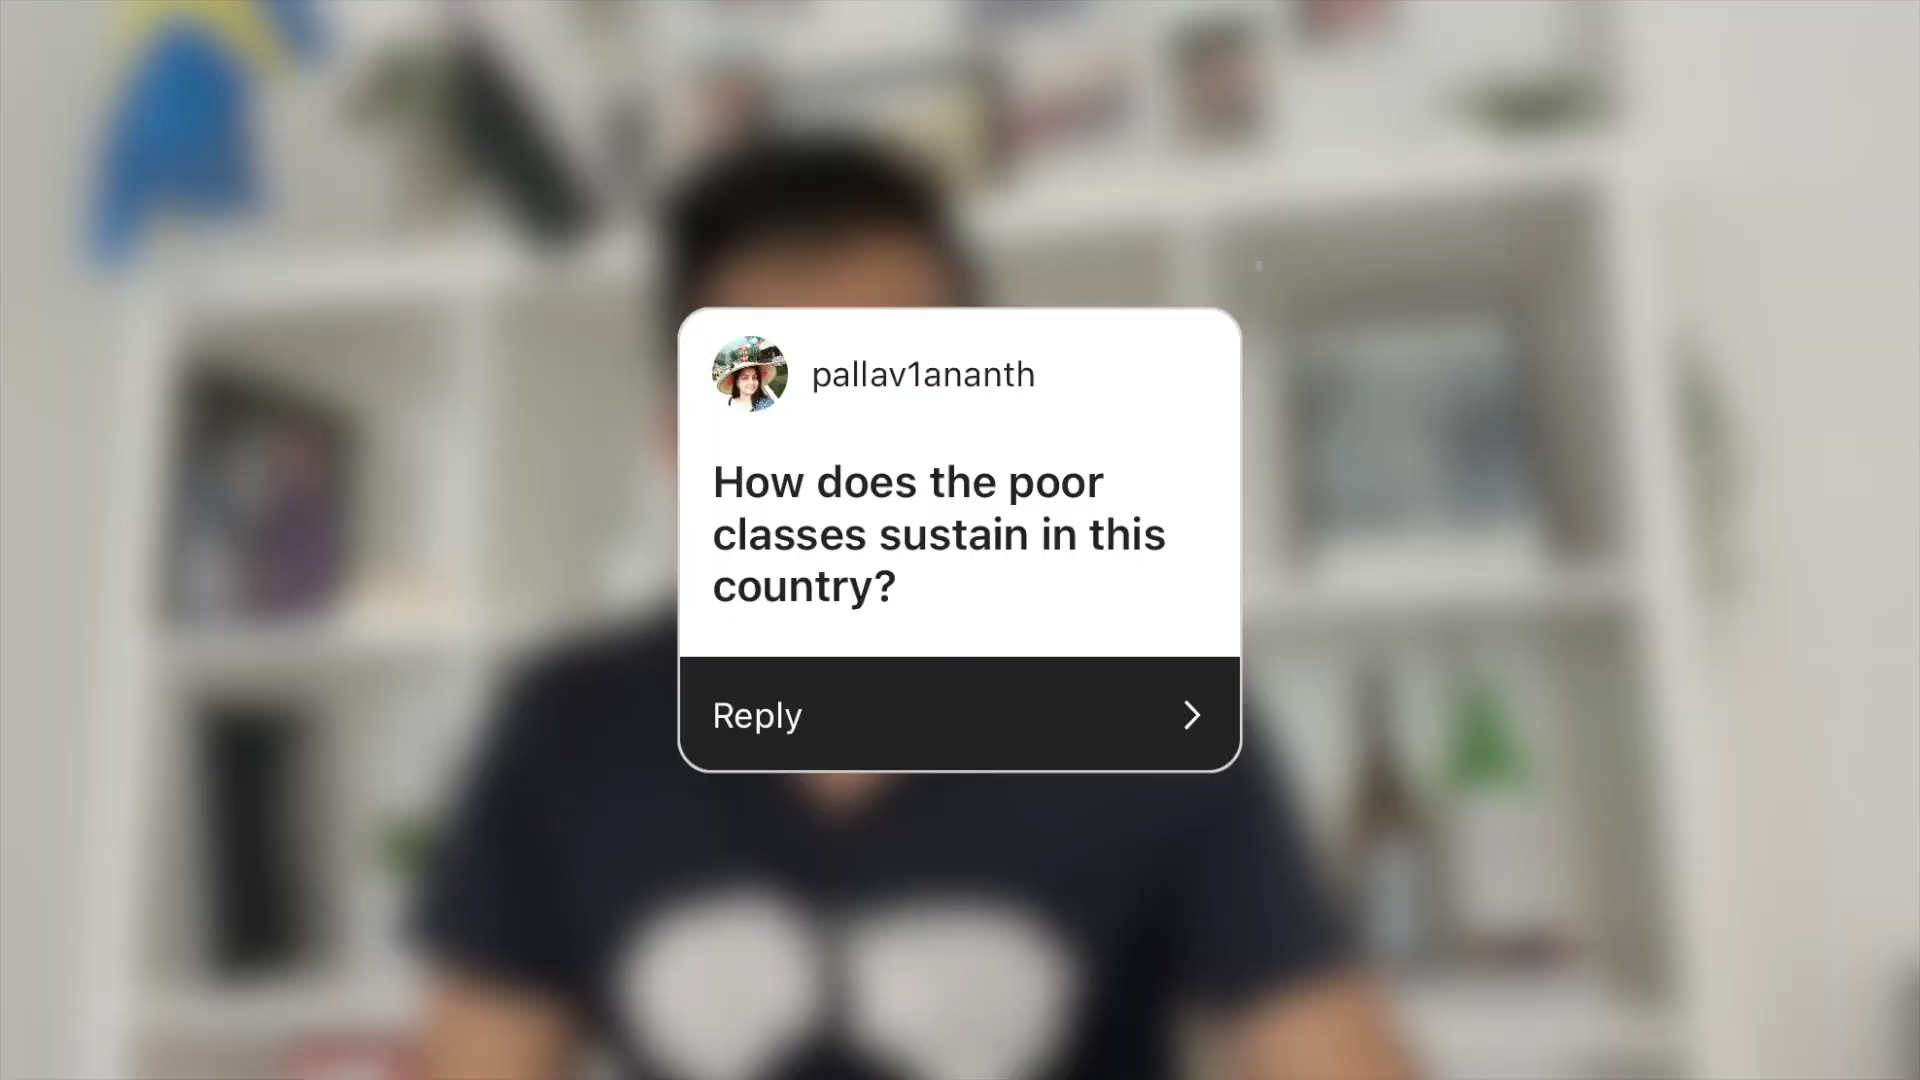 pallav1ananth
How does the poor
classes sustain in this
country?
Reply